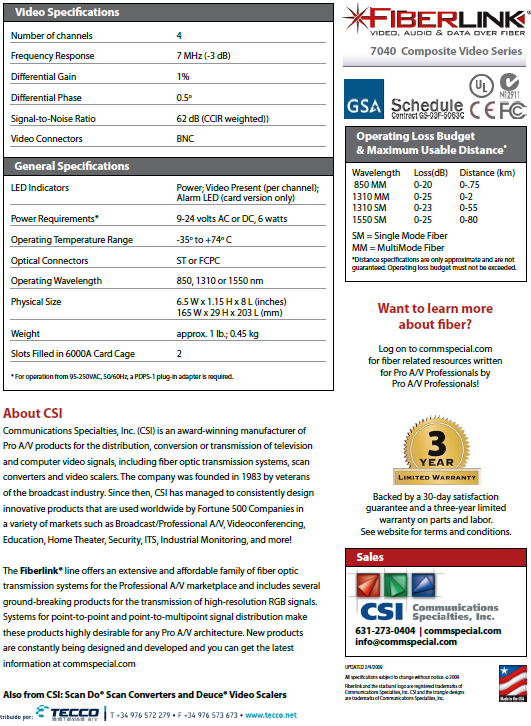 Video Specifications
Number of channels 4
Frequency Response 7 MHz (-3 dB)
Differential Gain 1%
Differential Phase 0.5º
Signal-to-Noise Ratio 62 dB (CCIR weighted))
Video Connectors BNC
General Specifications
LED Indicators Power; Video Present (per channel);
Alarm LED (card version only)
Power Requirements* 9-24 volts AC or DC, 6 watts
Operating Temperature Range -35º to +74º C
Optical Connectors ST or FCPC
Operating Wavelength 850, 1310 or 1550 nm
Physical Size 6.5 W x 1.15 H x 8 L (inches)
165 W x 29 H x 203 L (mm)
Weight approx. 1 lb.; 0.45 kg
Slots Filled in 6000A Card Cage 2
* For operation from 95-250VAC, 50/60Hz, a PDPS-1 plug-in adapter is required.
About CSI
Communications Specialties, Inc. (CSI) is an award-winning manufacturer of
Pro A/V products for the distribution, conversion or transmission of television
and computer video signals, including fiber optic transmission systems, scan
converters and video scalers. The company was founded in 1983 by veterans
of the broadcast industry. Since then, CSI has managed to consistently design
innovative products that are used worldwide by Fortune 500 Companies in
a variety of markets such as Broadcast/Professional A/V, Videoconferencing,
Education, Home Theater, Security, ITS, Industrial Monitoring, and more!
The Fiberlink® line offers an extensive and affordable family of fiber optic
transmission systems for the Professional A/V marketplace and includes several
ground-breaking products for the transmission of high-resolution RGB signals.
Systems for point-to-point and point-to-multipoint signal distribution make
these products highly desirable for any Pro A/V architecture. New products
are constantly being designed and developed and you can get the latest
information at commspecial.com
Also from CSI: Scan Do® Scan Converters and Deuce® Video Scalers
tribuido por: TECCO T +34 976 572 279 • F +34 976 573 673 • www.tecco.net
FIBERLINK®
VIDEO, AUDIO & DATA OVER FIBER
7040 Composite Video Series
GSA Schedule
Contract GS-03F-5063C
UL
N12911
CE FC
Operating Loss Budget
& Maximum Usable Distance*
Wavelength Loss(dB) Distance (km)
850 MM 0-20 0-.75
1310 MM 0-25 0-2
1310 SM 0-23 0-55
1550 SM 0-25 0-80
SM = Single Mode Fiber
MM = MultiMode Fiber
*Distance specifications are only approximate and are not
guaranteed. Operating loss budget must not be exceeded.
Want to learn more
about fiber?
Log on to commspecial.com
for fiber related resources written
for Pro A/V Professionals by
Pro A/V Professionals!
3
YEAR
LIMITED WARRANTY
Backed by a 30-day satisfaction
guarantee and a three-year limited
warranty on parts and labor.
See website for terms and conditions.
Sales
CSI Communications
Specialties, Inc.
631-273-0404 | commspecial.com
info@commspecial.com
UPDATED 2/4/2009
All specifications subject to change without notice. © 2009
Fiberlink and the starburst logo are registered trademarks of
Communications Specialties, Inc. CSI and the triangle designs
are trademarks of Communications Specialties, Inc.
Made in the USA